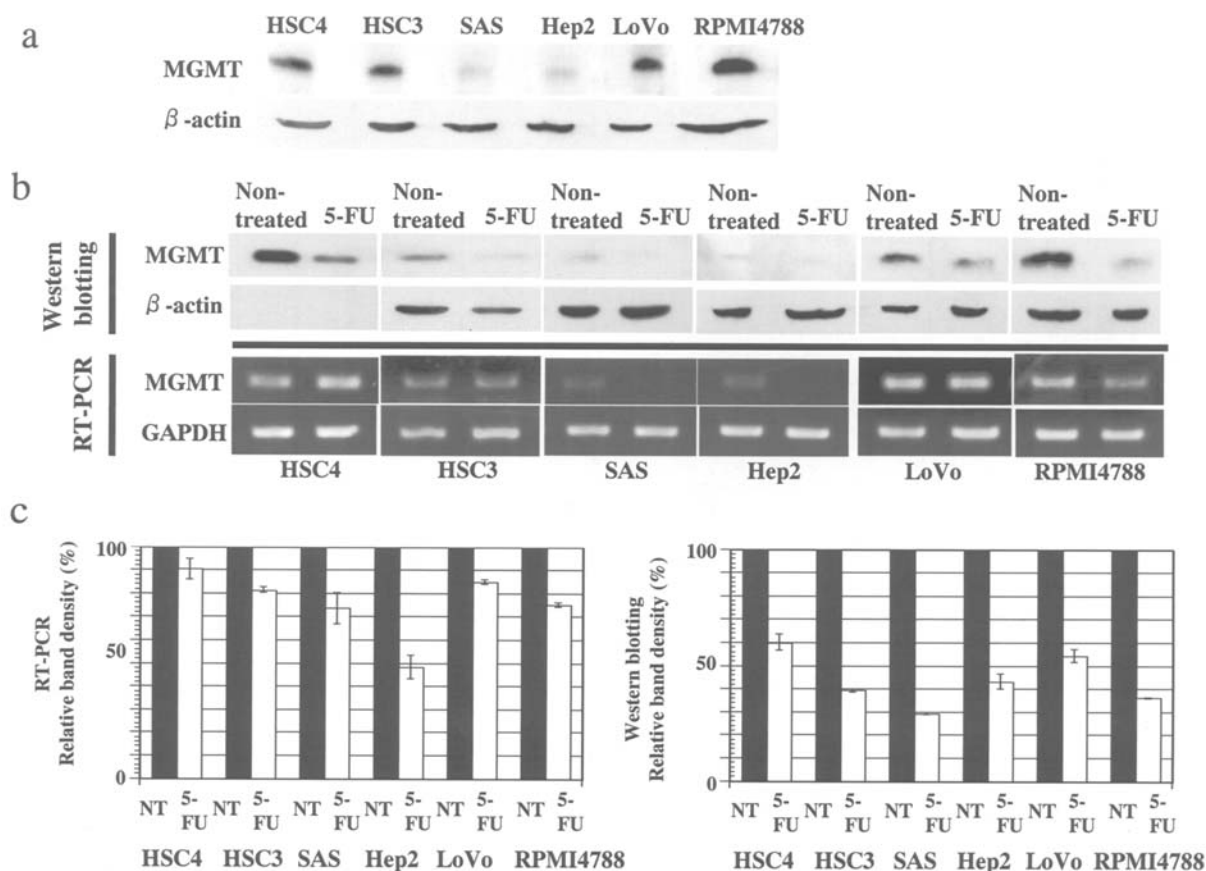 a
HSC4 HSC3 SAS Hep2 LoVo RPMI4788
MGMT
β-actin
b
Non-treated 5-FU Non-treated 5-FU Non-treated 5-FU Non-treated 5-FU Non-treated 5-FU Non-treated 5-FU
Western blotting
MGMT
β-actin
RT-PCR
MGMT
GAPDH
HSC4 HSC3 SAS Hep2 LoVo RPMI4788
c
RT-PCR
Relative band density (%)
100
50
0
NT 5-FU NT 5-FU NT 5-FU NT 5-FU NT 5-FU NT 5-FU
HSC4 HSC3 SAS Hep2 LoVo RPMI4788
Western blotting
Relative band density (%)
100
50
0
NT 5-FU NT 5-FU NT 5-FU NT 5-FU NT 5-FU NT 5-FU
HSC4 HSC3 SAS Hep2 LoVo RPMI4788